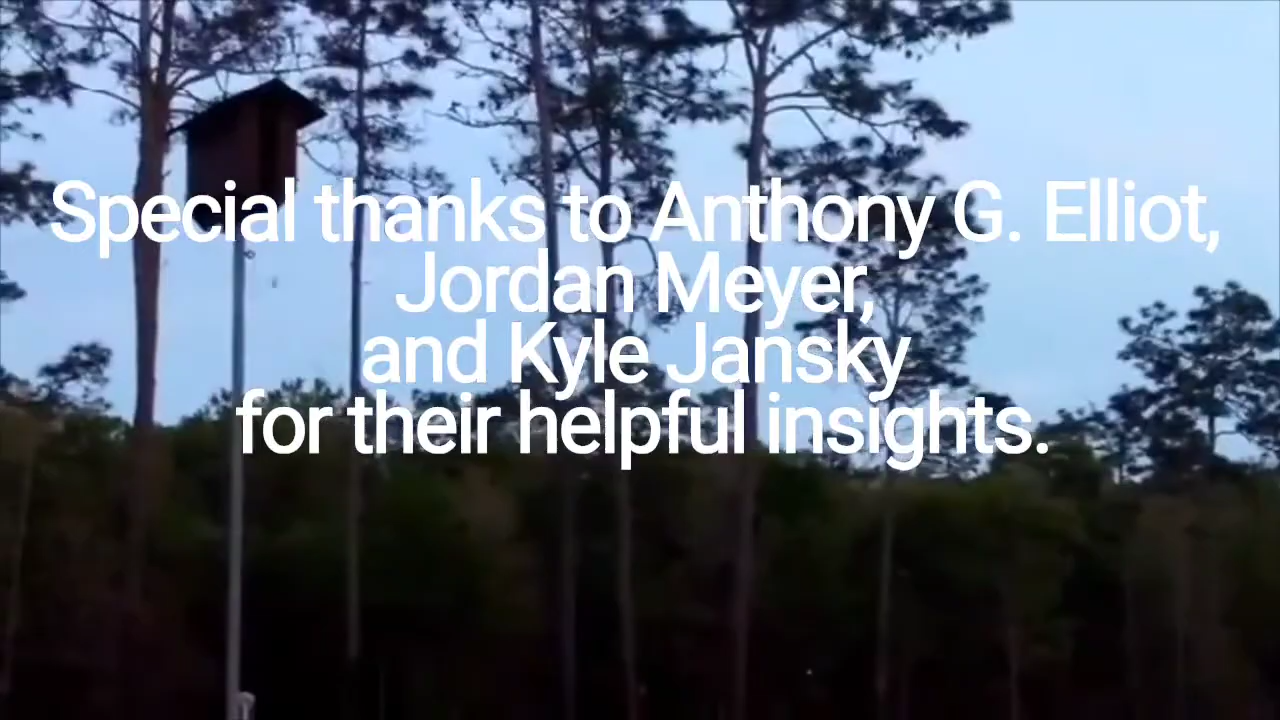 Special thanks to Anthony G. Elliot,
Jordan Meyer,
and Kyle Jansky
for their helpful insights.